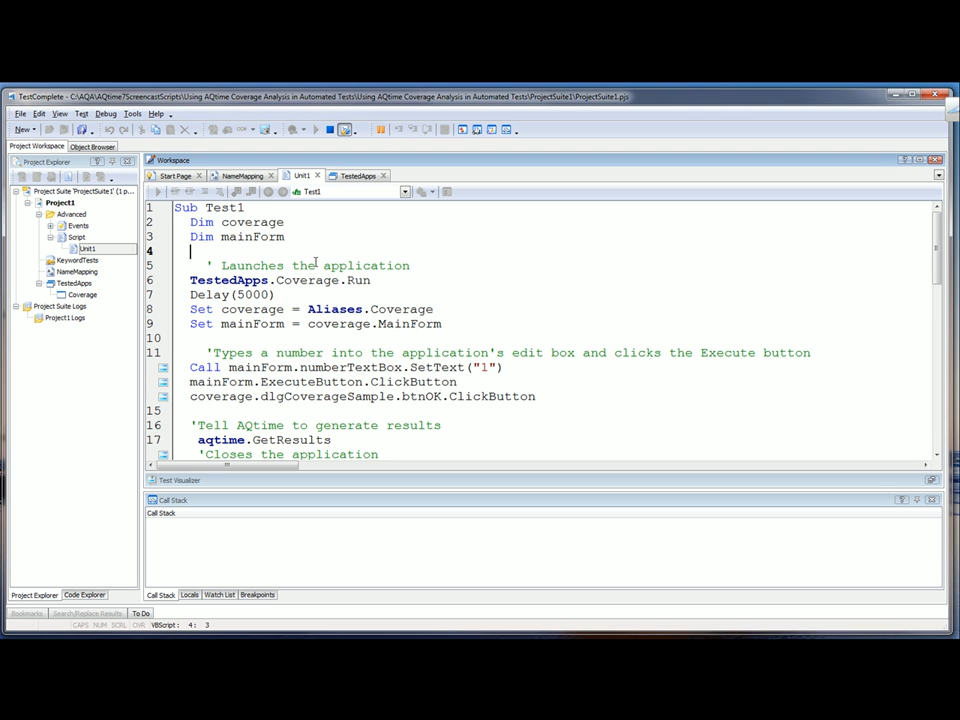 TestComplete - C:\AQA\AQtime7ScreencastScripts\Using AQtime Coverage Analysis in Automated Tests\Using AQtime Coverage Analysis in Automated Tests\ProjectSuite1\ProjectSuite1.pjs
File Edit View Test Debug Tools Help
New
Project Workspace Object Browser
Project Explorer
Workspace
Start Page NameMapping Unit1 TestedApps
Test1
Project Suite 'ProjectSuite1' (1 p...
Project1
Advanced
Events
Script
Unit1
KeywordTests
NameMapping
TestedApps
Coverage
Project Suite Logs
Project1 Logs
1 Sub Test1
2 Dim coverage
3 Dim mainForm
4
5 ' Launches the application
6 TestedApps.Coverage.Run
7 Delay(5000)
8 Set coverage = Aliases.Coverage
9 Set mainForm = coverage.MainForm
10
11 'Types a number into the application's edit box and clicks the Execute button
Call mainForm.numberTextBox.SetText("1")
mainForm.ExecuteButton.ClickButton
coverage.dlgCoverageSample.btnOK.ClickButton
15
16 'Tell AQtime to generate results
17 aqtime.GetResults
'Closes the application
Test Visualizer
Call Stack
Call Stack
Project Explorer Code Explorer
Call Stack Locals Watch List Breakpoints
Bookmarks Search/Replace Results To Do
CAPS NUM SCRL OVR VBScript: 4: 3